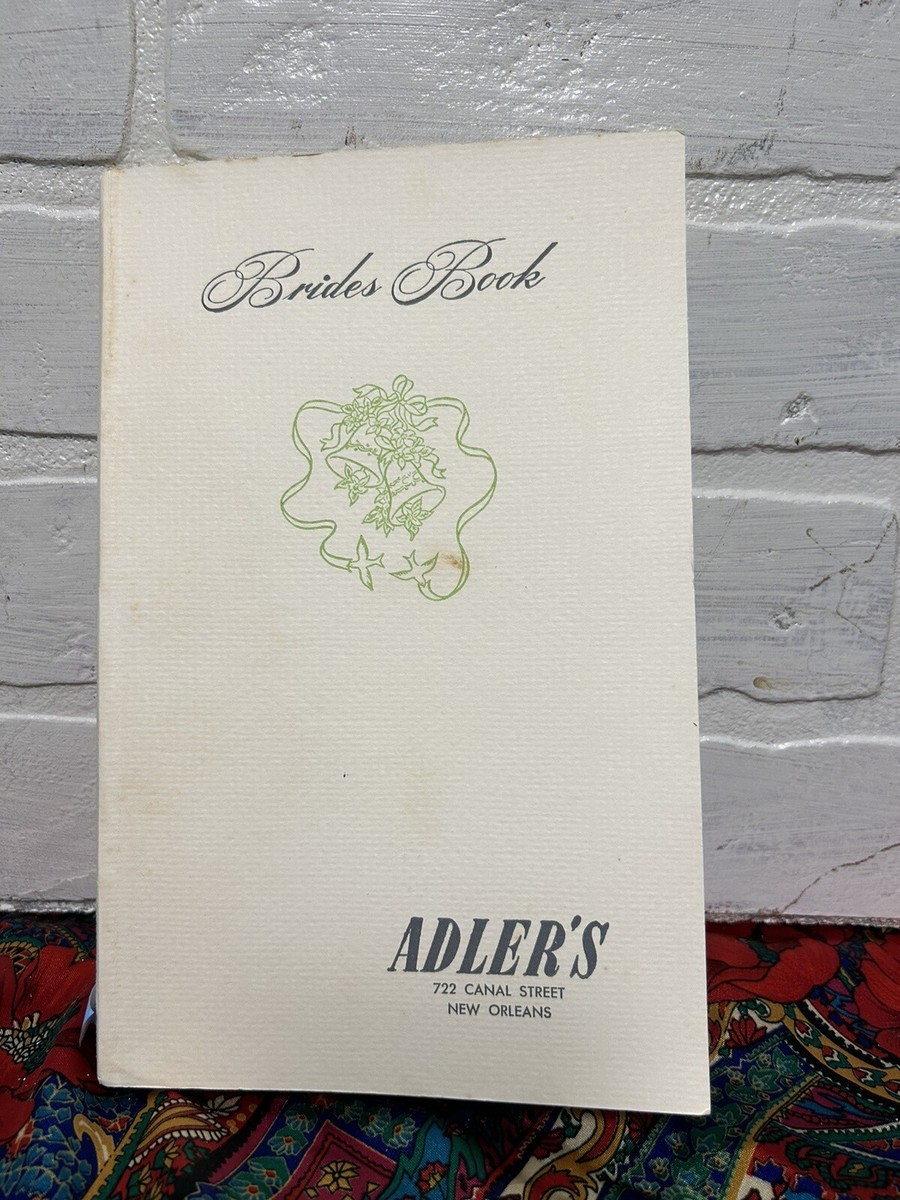 Brides Book
ADLER'S
722 CANAL STREET
NEW ORLEANS